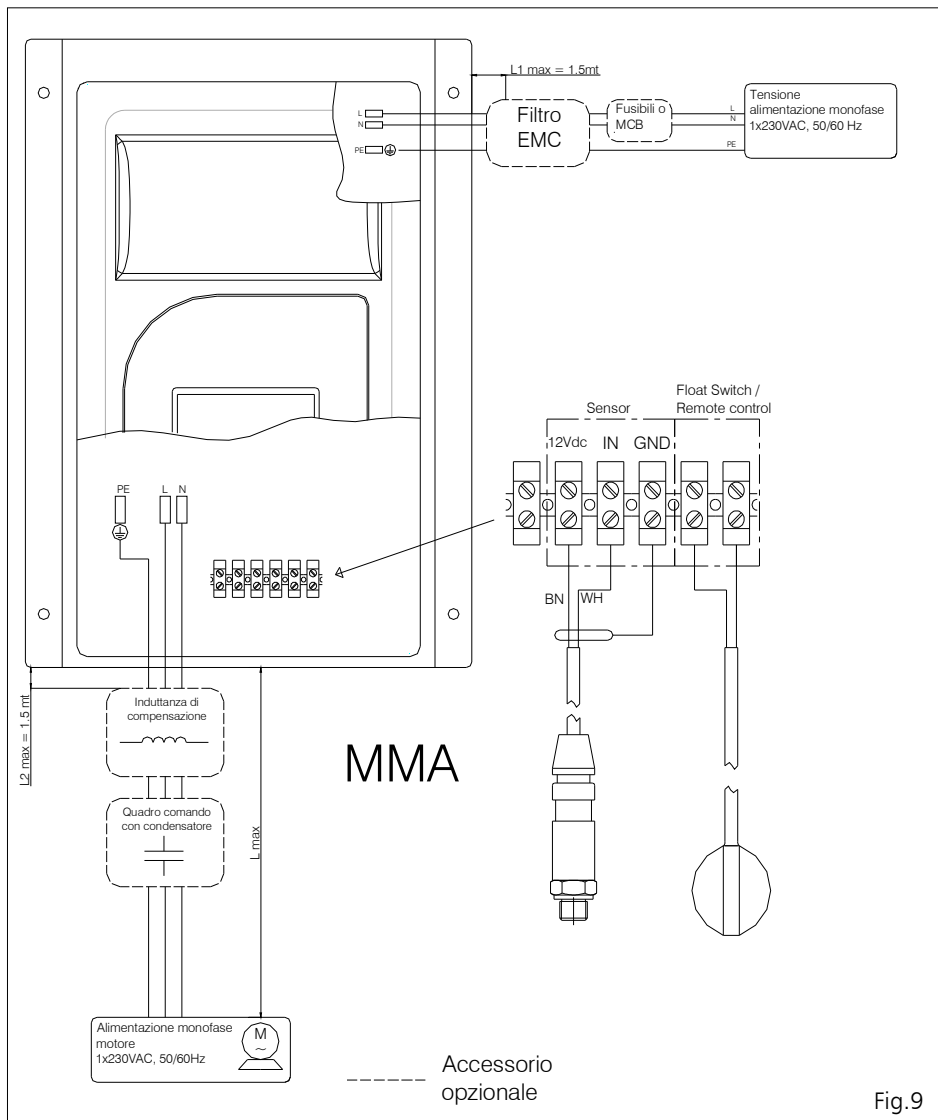 L1 max = 1.5mt
L
N
PE
Filtro
EMC
Fusibili o
MCB
L
N
PE
Tensione
alimentazione monofase
1x230VAC, 50/60 Hz
Float Switch /
Remote control
Sensor
12Vdc IN GND
BN WH
PE L N
L2 max = 1.5 mt
Induttanza di
compensazione
Quadro comando
con condensatore
L max
MMA
Alimentazione monofase
motore
1x230VAC, 50/60Hz
M
~
Accessorio
opzionale
Fig.9